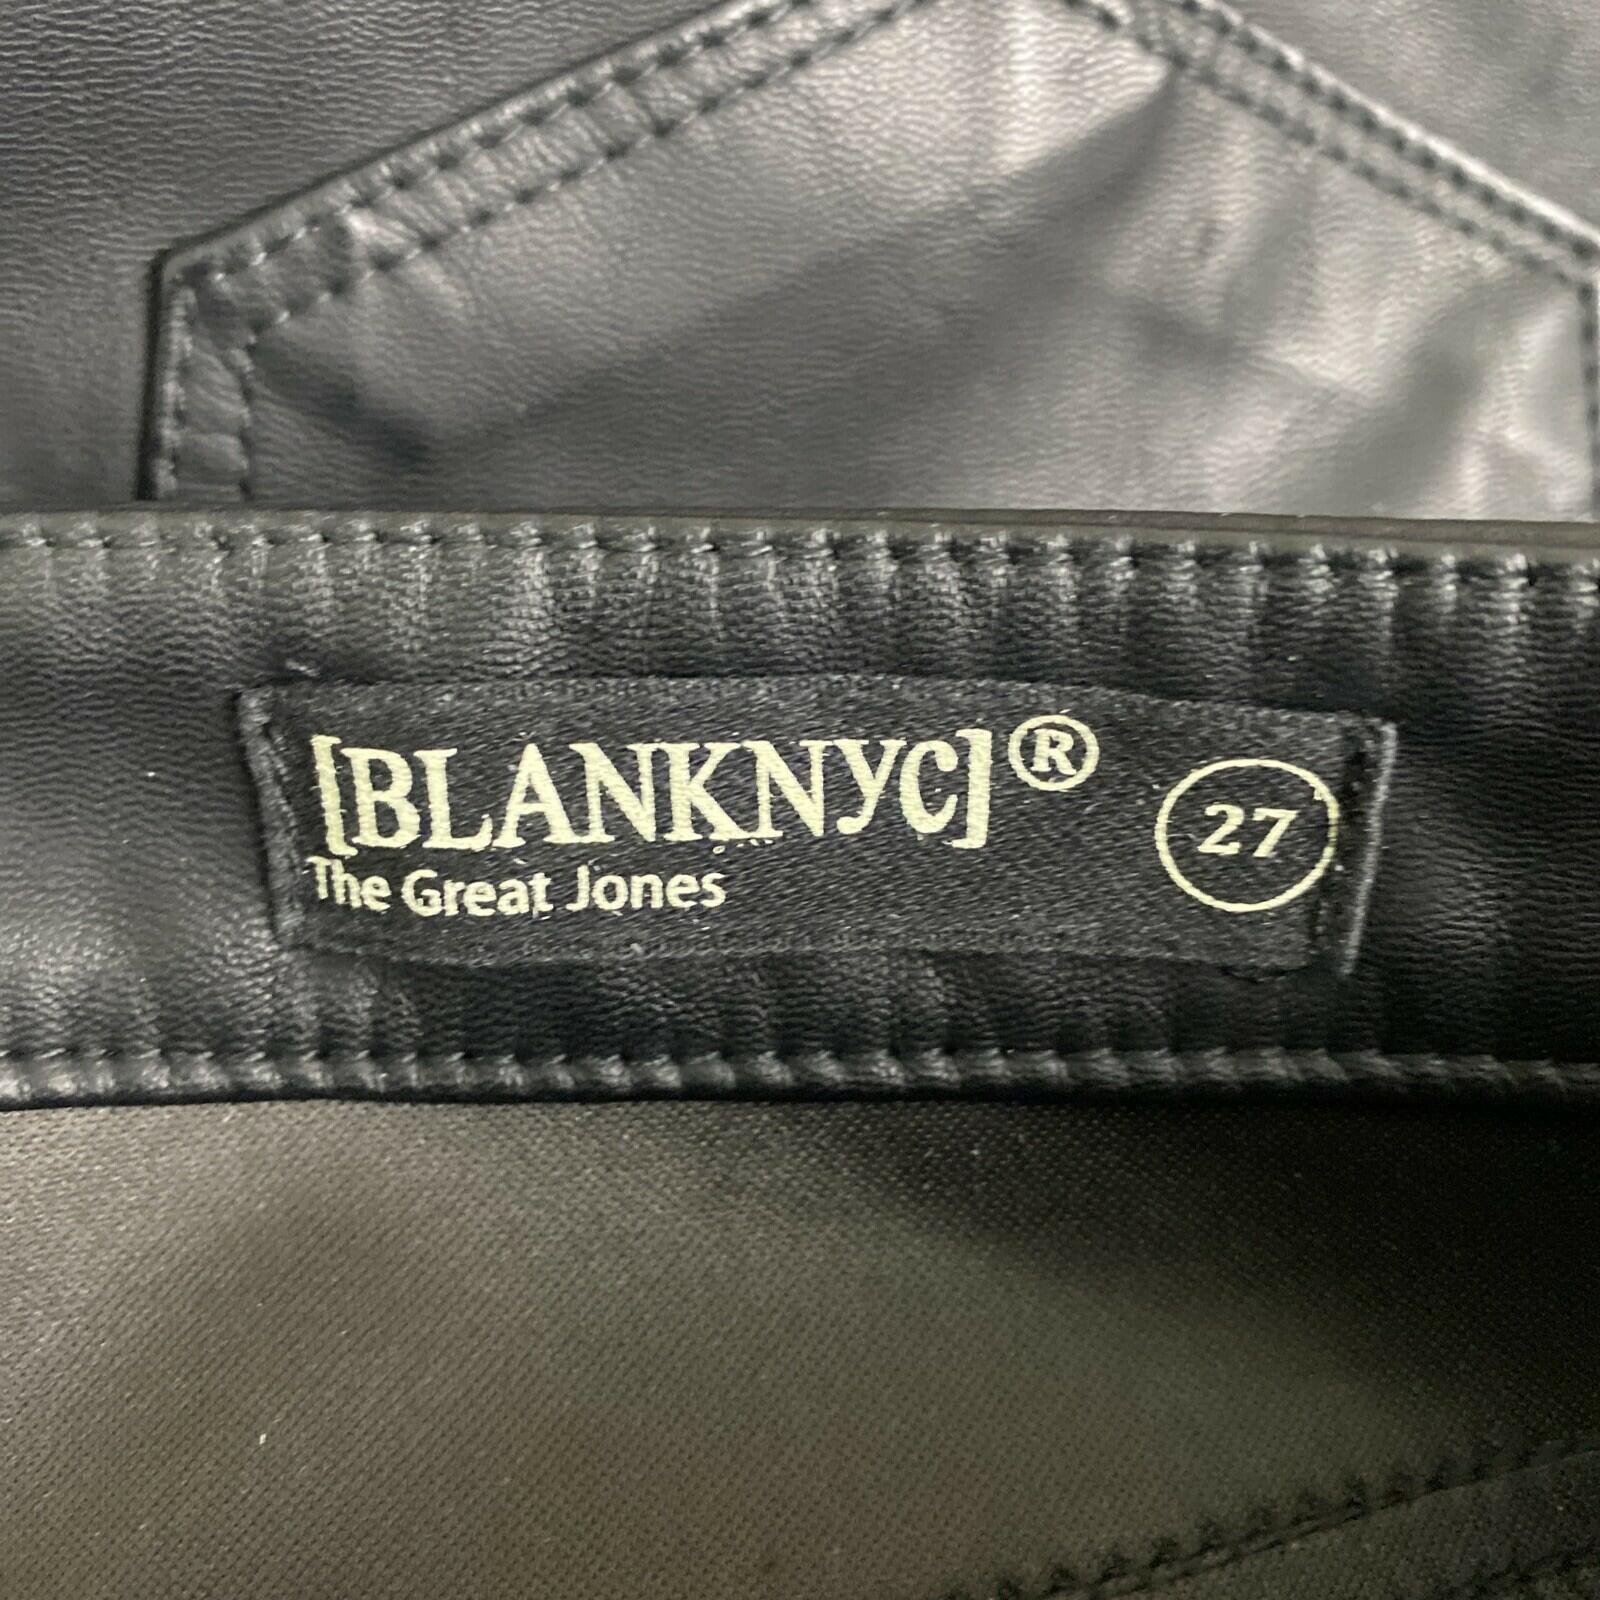 [BLANKNYC]® 27
The Great Jones